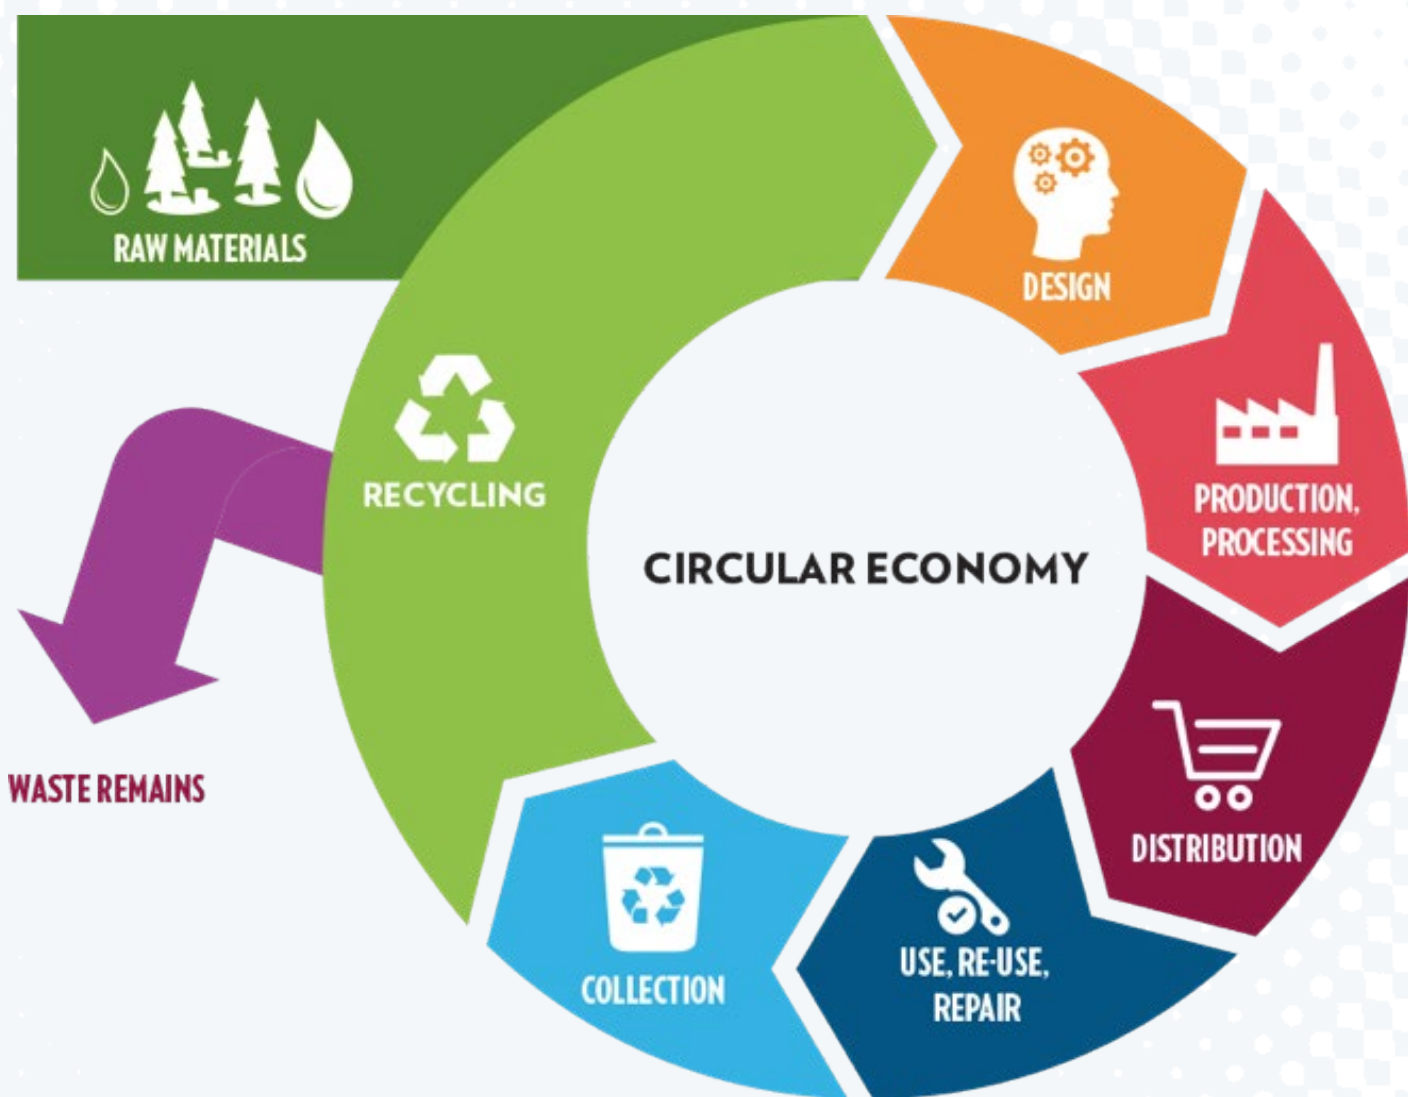 RAW MATERIALS
DESIGN
PRODUCTION,
PROCESSING
DISTRIBUTION
USE, RE-USE,
REPAIR
COLLECTION
RECYCLING
WASTE REMAINS
CIRCULAR ECONOMY